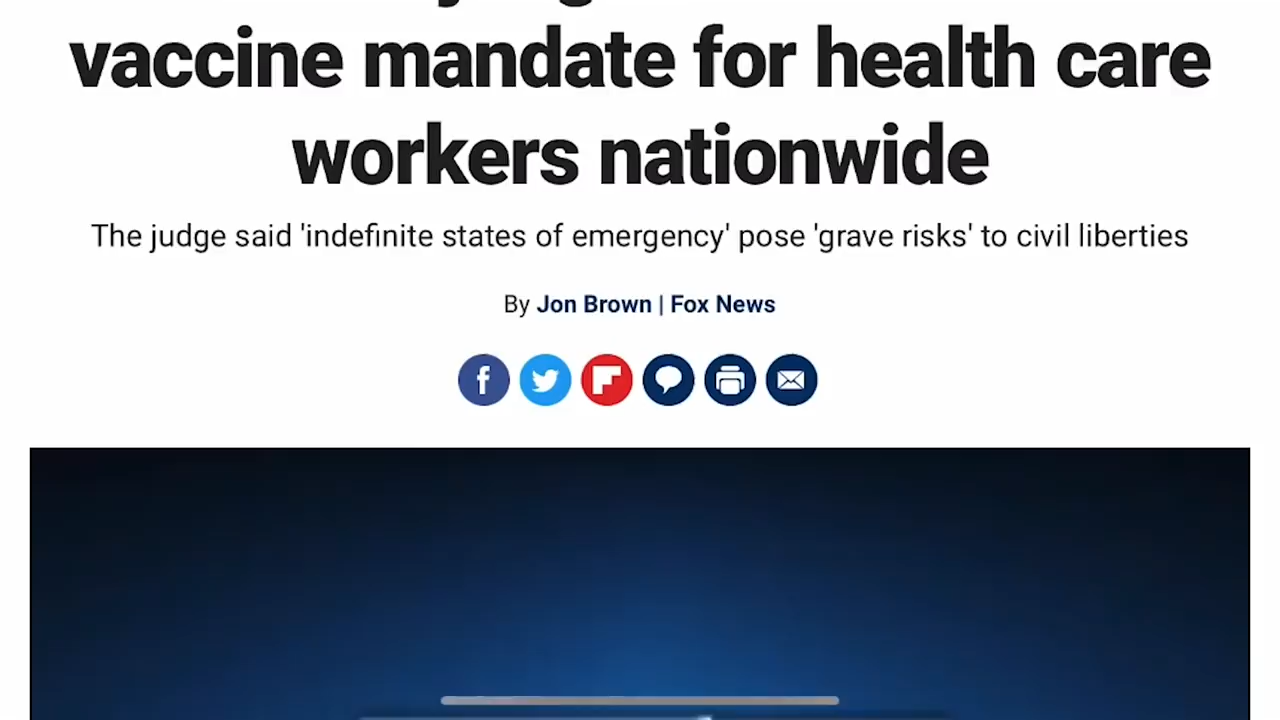 vaccine mandate for health care
workers nationwide
The judge said 'indefinite states of emergency' pose 'grave risks' to civil liberties
By Jon Brown | Fox News